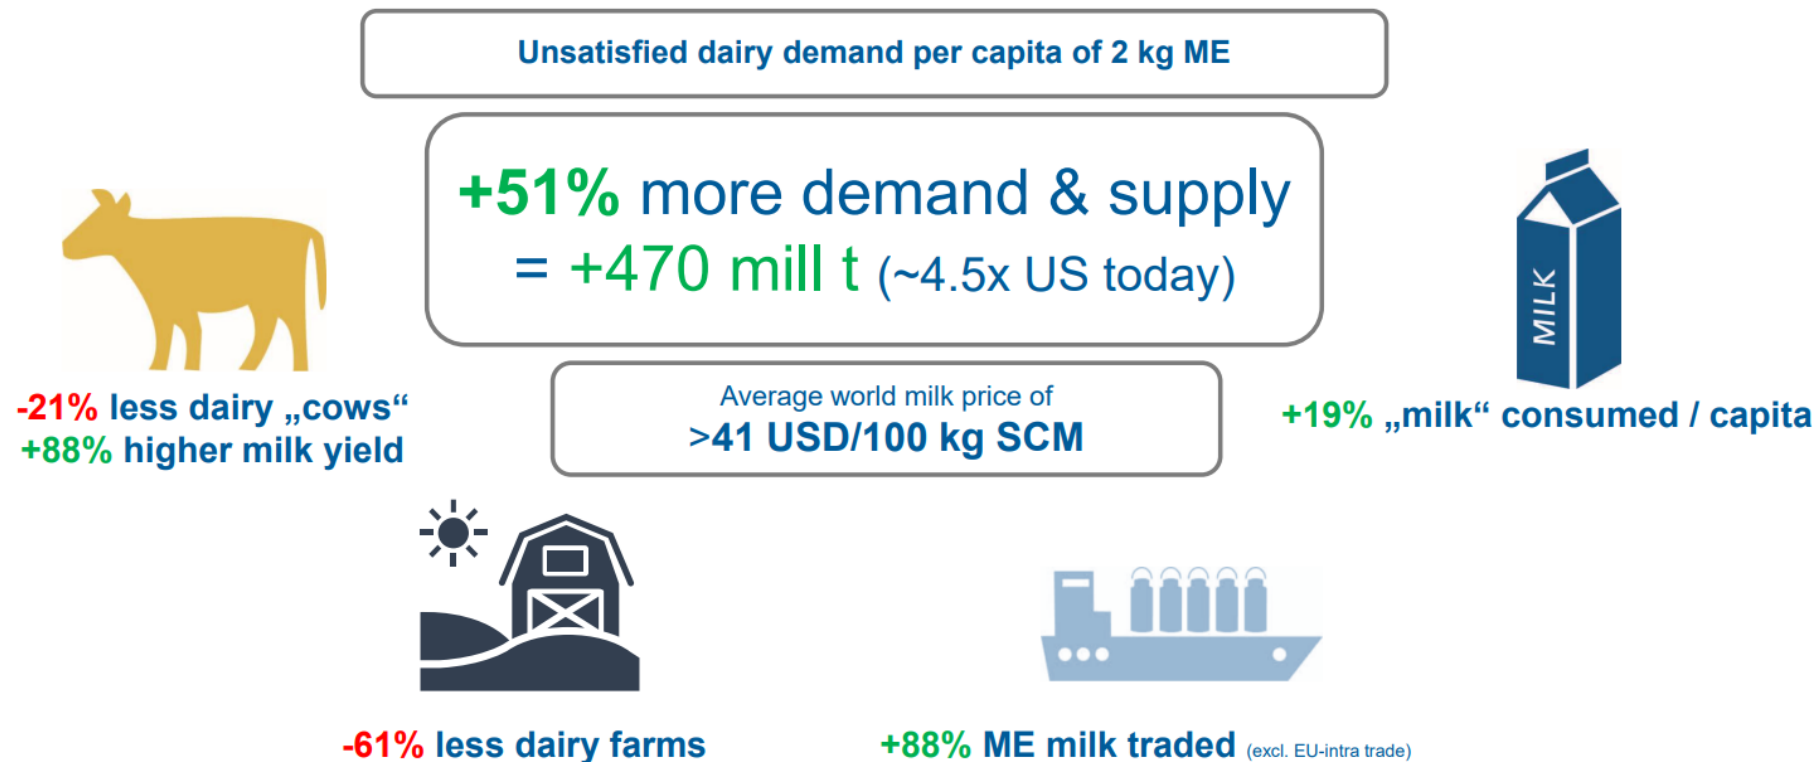 Unsatisfied dairy demand per capita of 2 kg ME
+51% more demand & supply
= +470 mill t (~4.5x US today)
MILK
-21% less dairy „cows“
+88% higher milk yield
Average world milk price of
>41 USD/100 kg SCM
+19% „milk“ consumed / capita
-61% less dairy farms
+88% ME milk traded (excl. EU-intra trade)